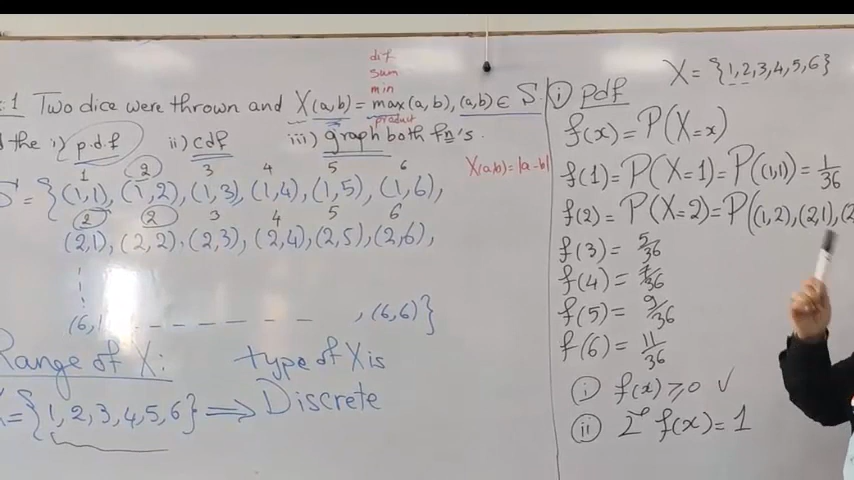 dif
sum
min
: 1 Two dice were thrown and X(a,b) = max(a,b), (a,b) ∈ S.
product
the i) p.d.f ii) cdf iii) graph both fn's.
X(a,b) = |a-b|
1 2 3 4 5 6
S = {(1,1), (1,2), (1,3), (1,4), (1,5), (1,6),
2 2 3 4 5 6
(2,1), (2,2), (2,3), (2,4), (2,5), (2,6),
(6,1 _ _ _ _ _ _ , (6,6)}
Range of X: type of X is
= {1, 2, 3, 4, 5, 6} ⟹ Discrete
X = {1,2,3,4,5,6}
i pdf
f(x) = P(X=x)
f(1) = P(X=1) = P((1,1)) = 1/36
f(2) = P(X=2) = P((1,2),(2,1),(2
f(3) = 5/36
f(4) = 7/36
f(5) = 9/36
f(6) = 11/36
i f(x) ≥ 0 ✓
ii Σ f(x) = 1